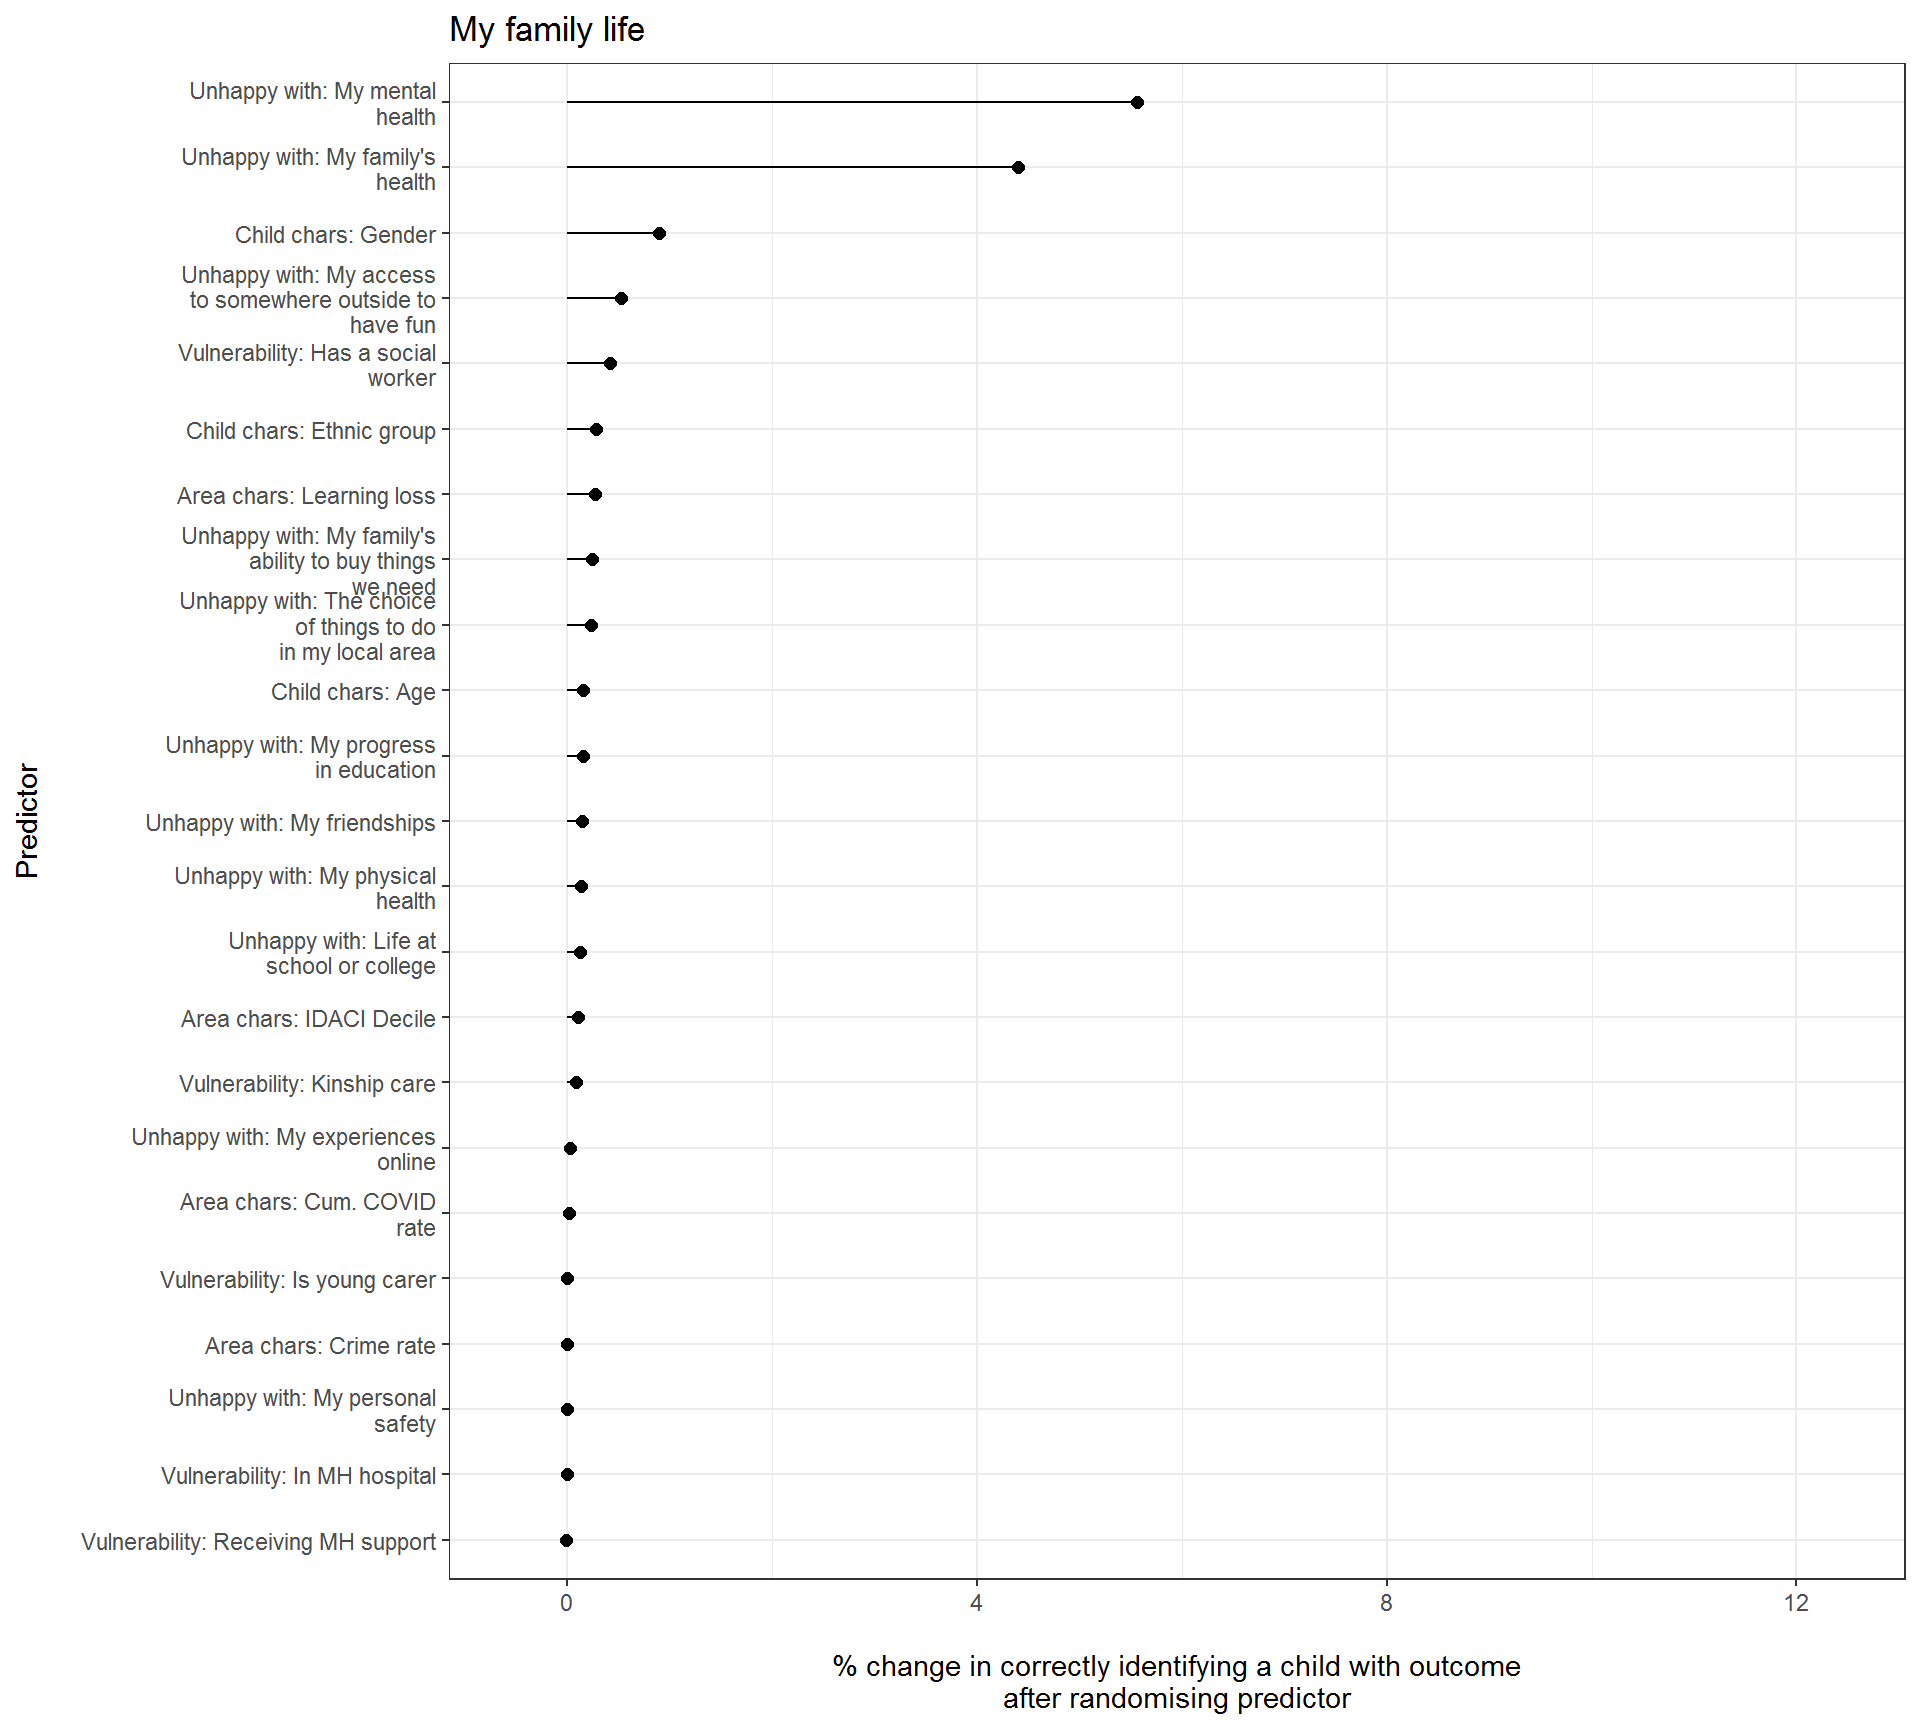 My family life
Unhappy with: My mental
health
Unhappy with: My family's
health
Child chars: Gender
Unhappy with: My access
to somewhere outside to
have fun
Vulnerability: Has a social
worker
Child chars: Ethnic group
Area chars: Learning loss
Unhappy with: My family's
ability to buy things
we need
Unhappy with: The choice
of things to do
in my local area
Child chars: Age
Unhappy with: My progress
in education
Unhappy with: My friendships
Unhappy with: My physical
health
Unhappy with: Life at
school or college
Area chars: IDACI Decile
Vulnerability: Kinship care
Unhappy with: My experiences
online
Area chars: Cum. COVID
rate
Vulnerability: Is young carer
Area chars: Crime rate
Unhappy with: My personal
safety
Vulnerability: In MH hospital
Vulnerability: Receiving MH support
Predictor
0 4 8 12
% change in correctly identifying a child with outcome
after randomising predictor